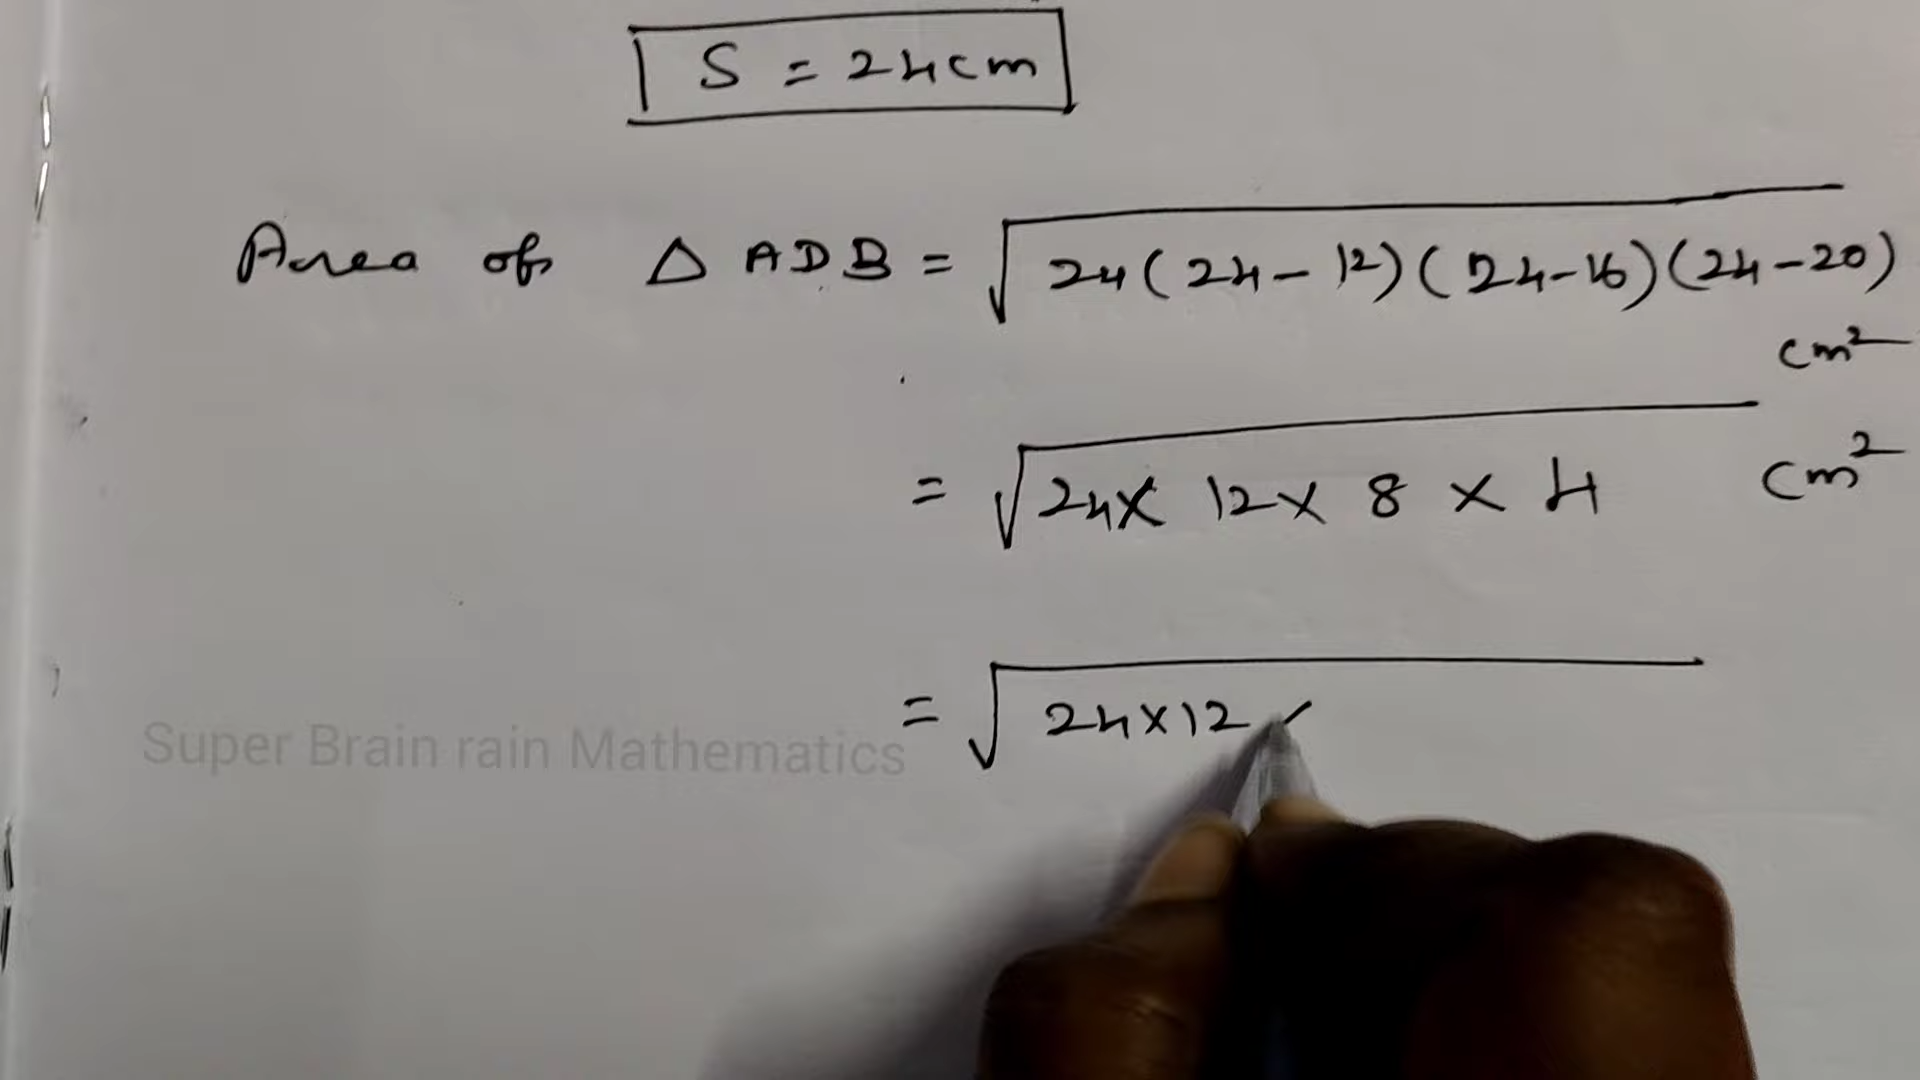 S = 24cm
Area of Δ ADB = √24(24-12)(24-16)(24-20)
cm²
= √24× 12× 8 × 4 cm²
= √24×12×
Super Brain rain Mathematics